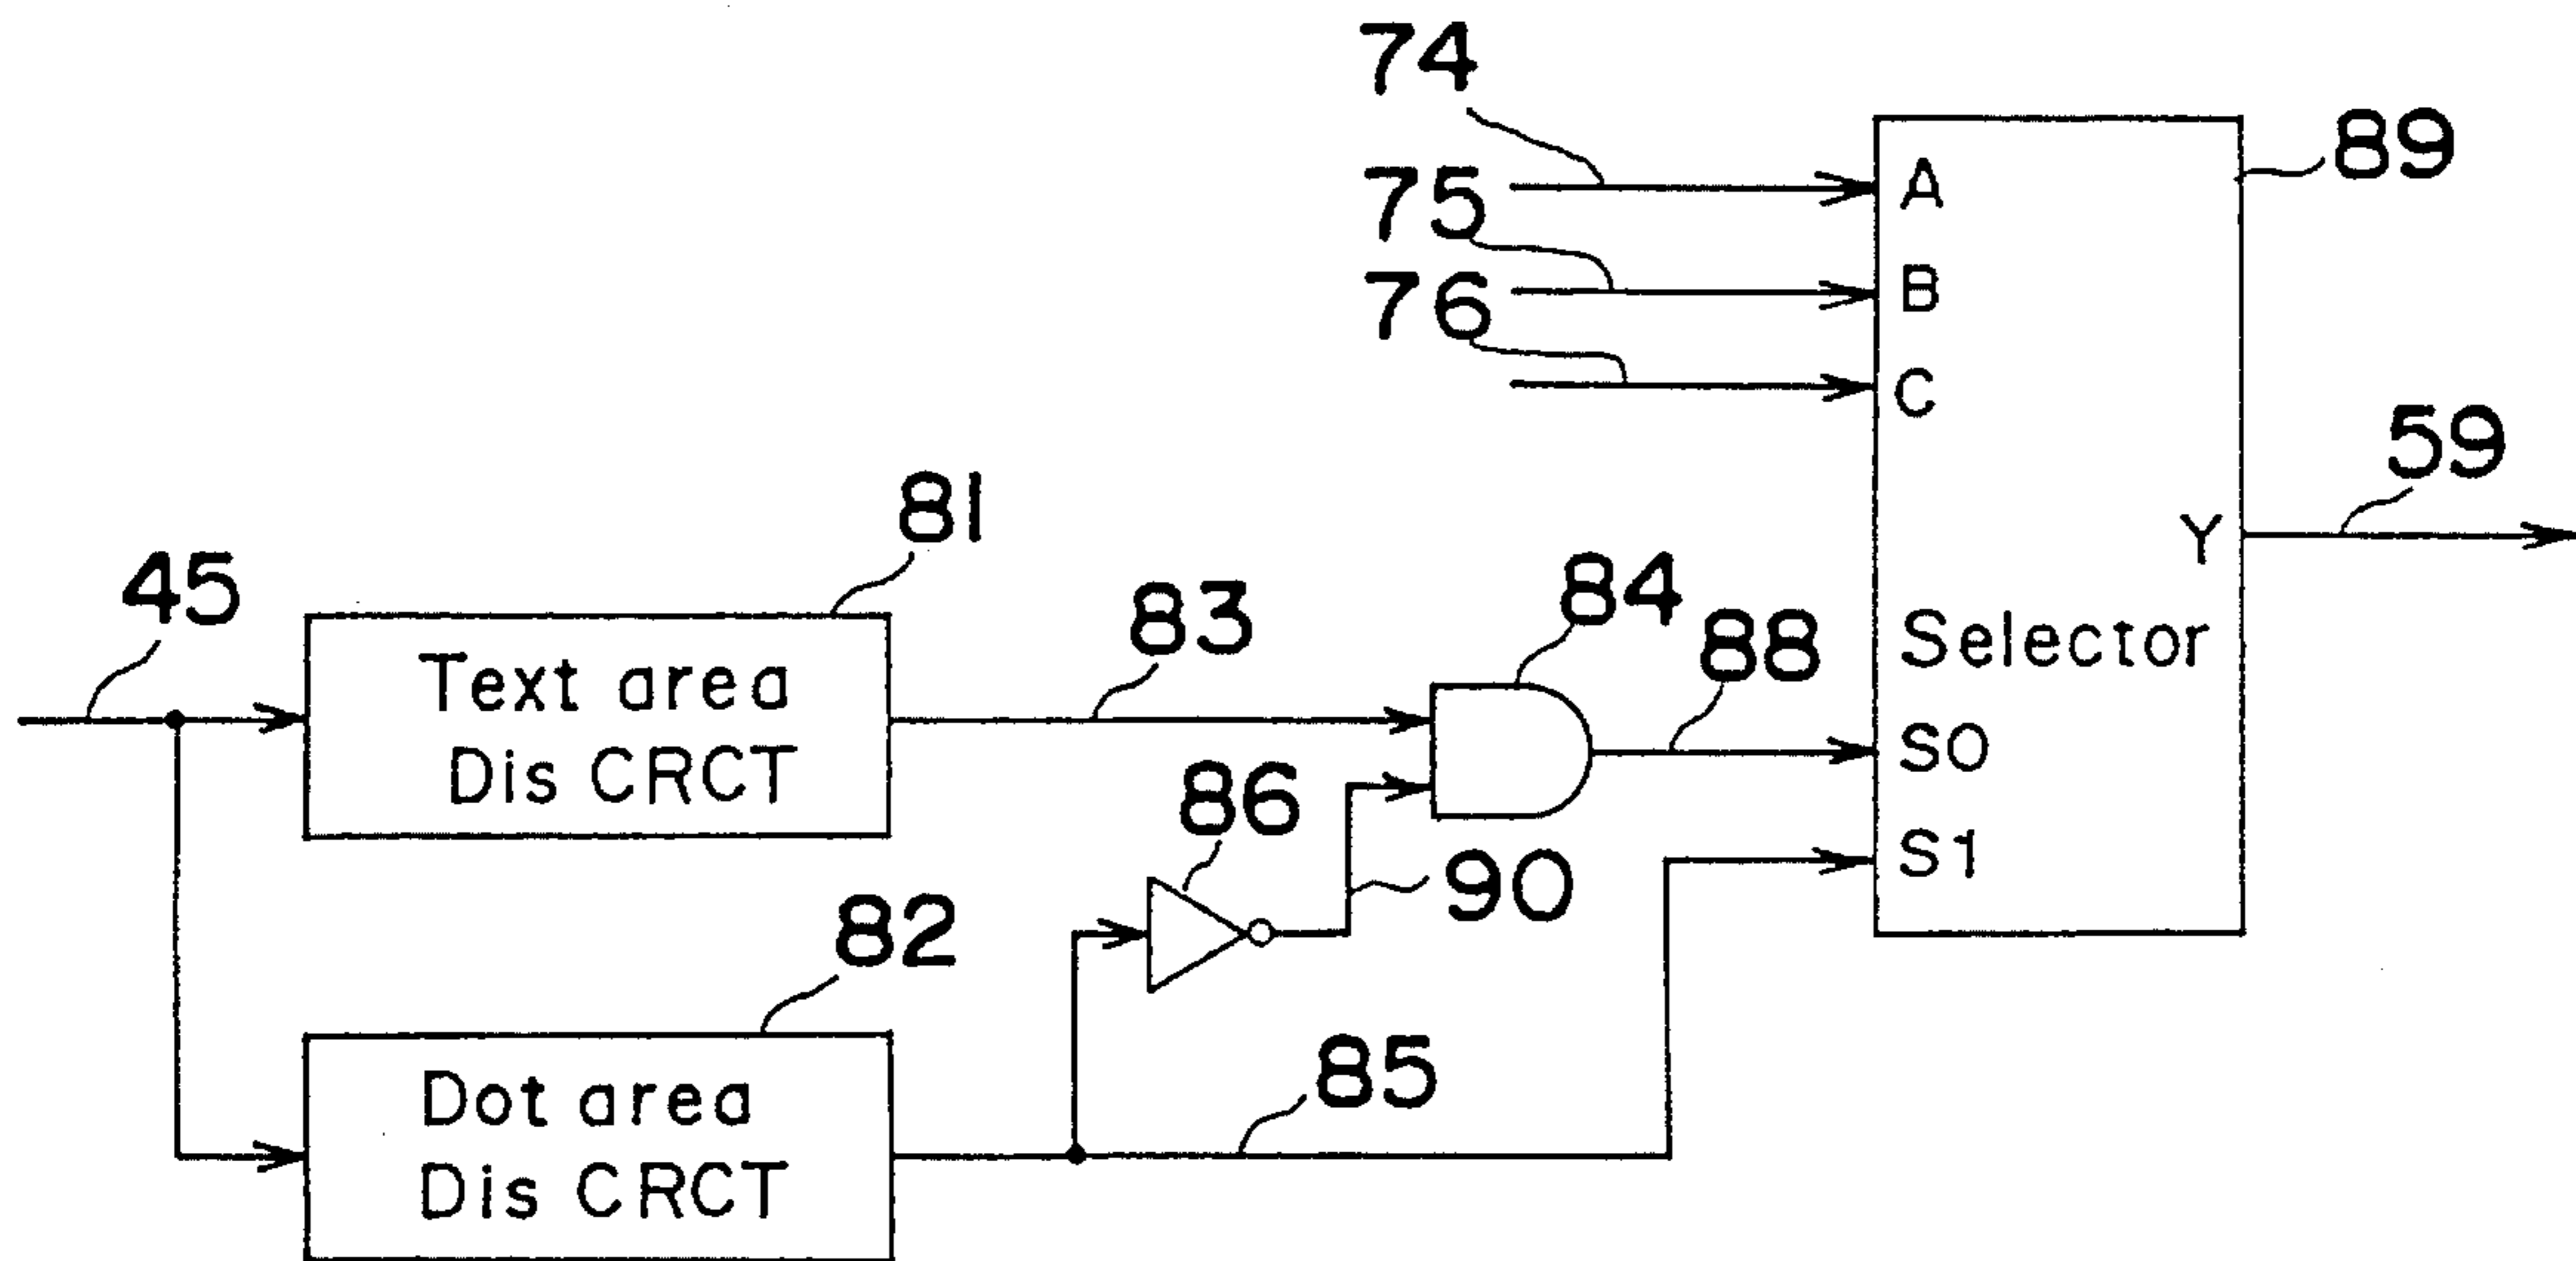 74
75
76
A
B
C
89
59
Y
Selector
S0
S1
45
81
Text area
Dis CRCT
83
84
88
86
90
82
Dot area
Dis CRCT
85